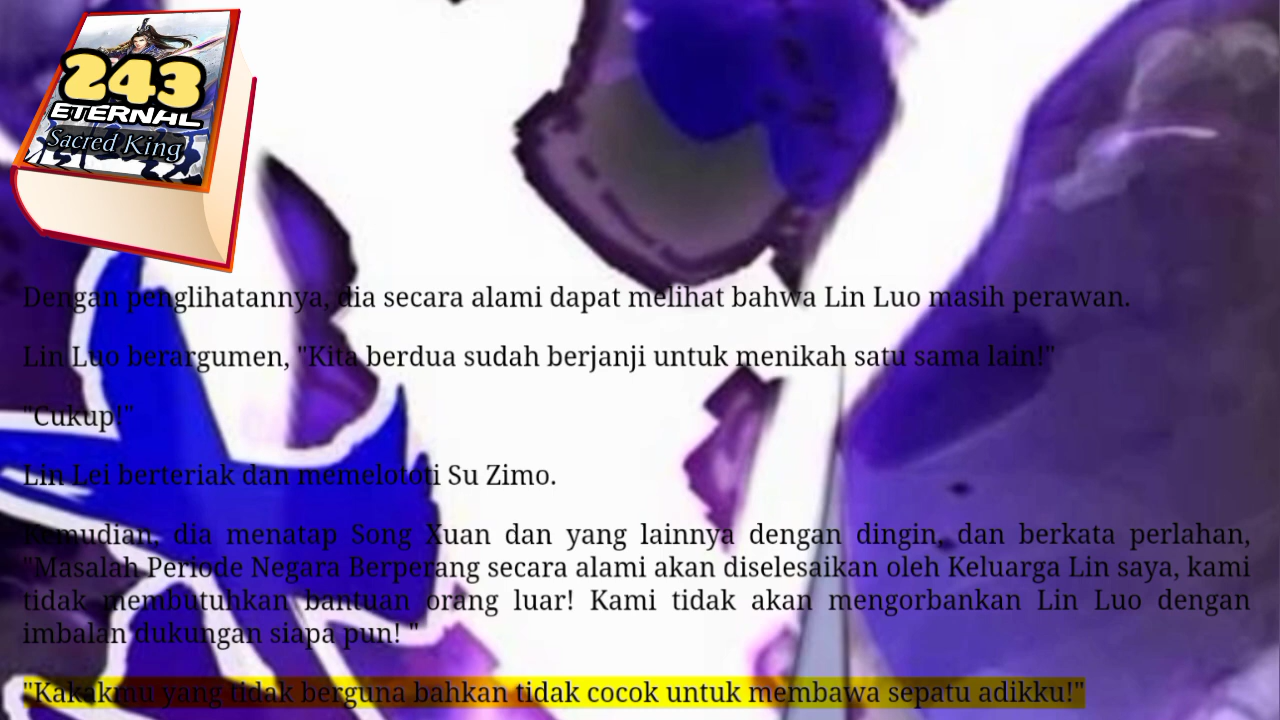 243
ETERNAL
Sacred King
Dengan penglihatannya, dia secara alami dapat melihat bahwa Lin Luo masih perawan.
Lin Luo berargumen, "Kita berdua sudah berjanji untuk menikah satu sama lain!"
"Cukup!"
Lin Lei berteriak dan memelototi Su Zimo.
Kemudian, dia menatap Song Xuan dan yang lainnya dengan dingin, dan berkata perlahan,
"Masalah Periode Negara Berperang secara alami akan diselesaikan oleh Keluarga Lin saya, kami
tidak membutuhkan bantuan orang luar! Kami tidak akan mengorbankan Lin Luo dengan
imbalan dukungan siapa pun! "
"Kakakmu yang tidak berguna bahkan tidak cocok untuk membawa sepatu adikku!"